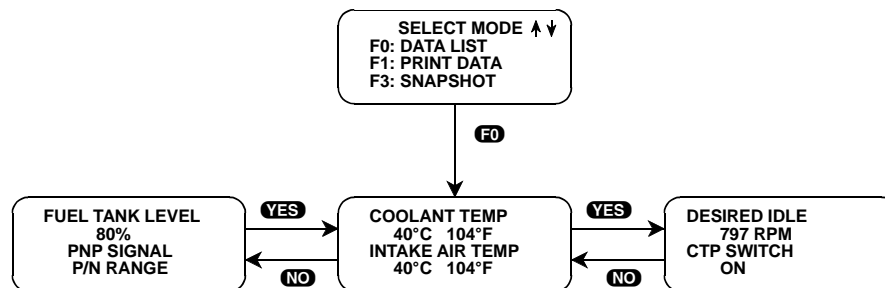 SELECT MODE
F0: DATA LIST
F1: PRINT DATA
F3: SNAPSHOT
F0
FUEL TANK LEVEL
80%
PNP SIGNAL
P/N RANGE
YES
NO
COOLANT TEMP
40°C 104°F
INTAKE AIR TEMP
40°C 104°F
YES
NO
DESIRED IDLE
797 RPM
CTP SWITCH
ON